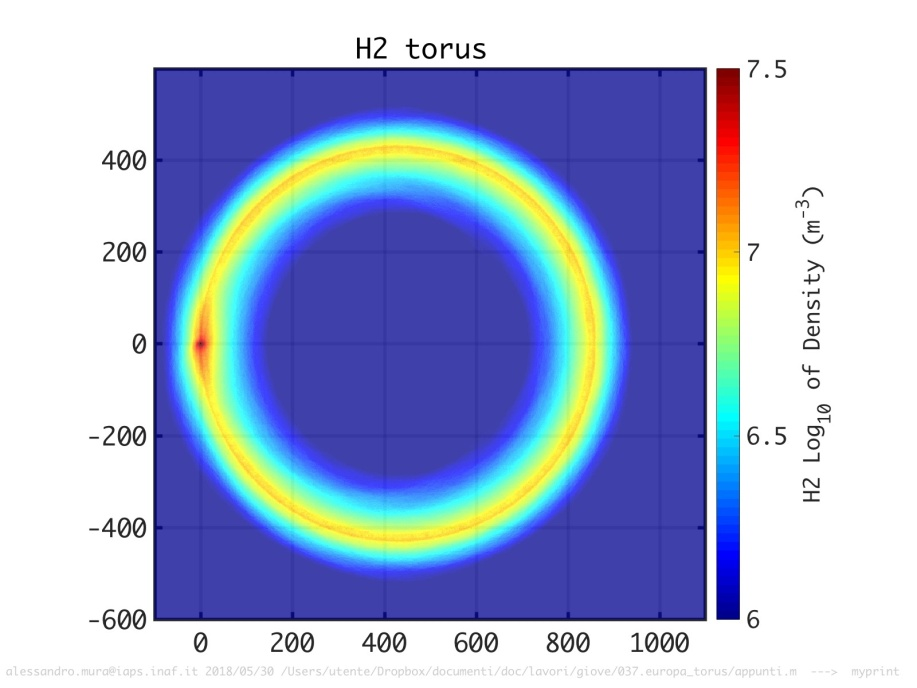 H2 torus
400
200
0
-200
-400
-600
0 200 400 600 800 1000
7.5
7
6.5
6
H2 Log10 of Density (m-3)
alessandro.mura@iaps.inaf.it 2018/05/30 /Users/utente/Dropbox/documenti/doc/lavori/giove/037.europa_torus/appunti.m ---> myprint